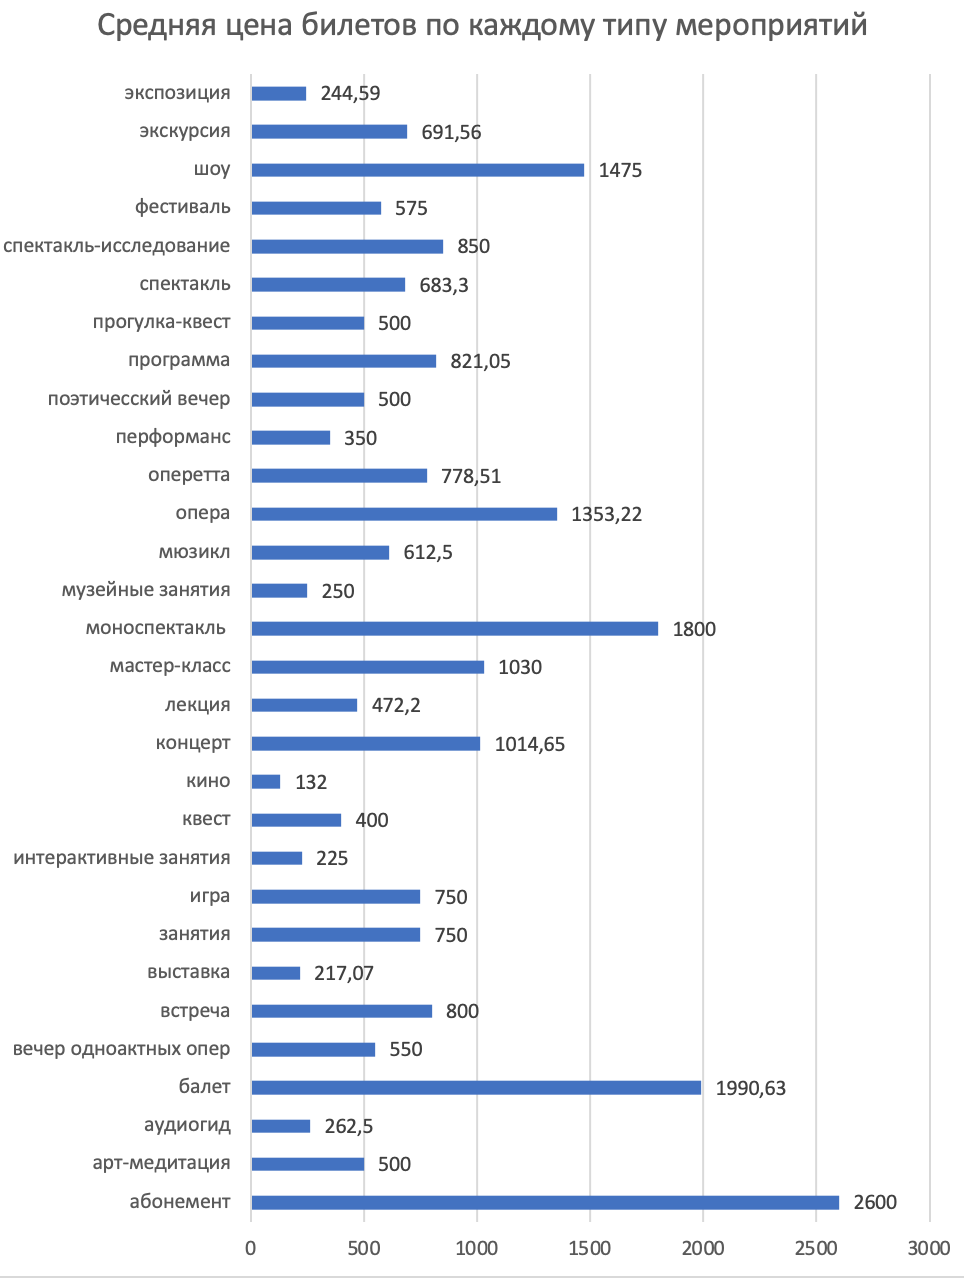 Средняя цена билетов по каждому типу мероприятий
экспозиция 244,59
экскурсия 691,56
шоу 1475
фестиваль 575
спектакль-исследование 850
спектакль 683,3
прогулка-квест 500
программа 821,05
поэтичесский вечер 500
перформанс 350
оперетта 778,51
опера 1353,22
мюзикл 612,5
музейные занятия 250
моноспектакль 1800
мастер-класс 1030
лекция 472,2
концерт 1014,65
кино 132
квест 400
интерактивные занятия 225
игра 750
занятия 750
выставка 217,07
встреча 800
вечер одноактных опер 550
балет 1990,63
аудиогид 262,5
арт-медитация 500
абонемент 2600
0 500 1000 1500 2000 2500 3000